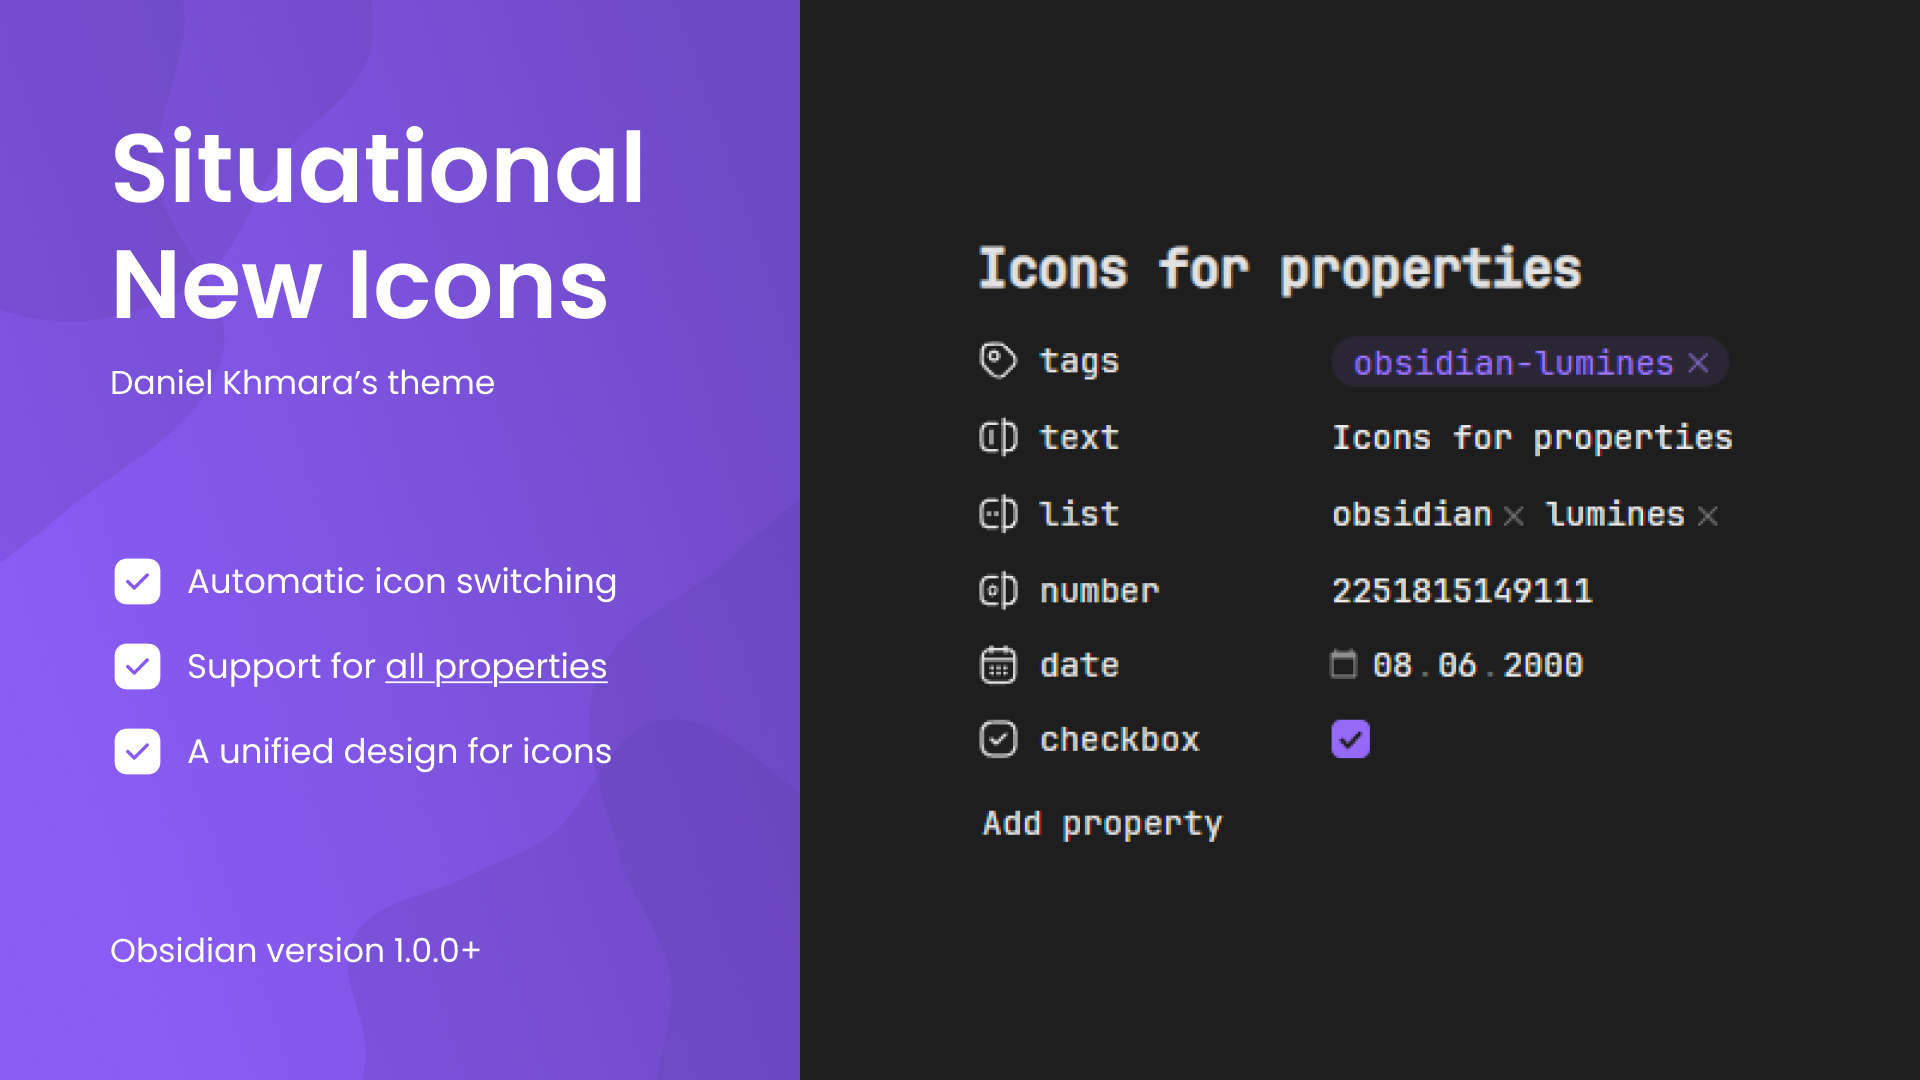 Situational
New Icons
Daniel Khmara’s theme
Automatic icon switching
Support for all properties
A unified design for icons
Obsidian version 1.0.0+
Icons for properties
tags obsidian-lumines
text Icons for properties
list obsidian lumines
number 2251815149111
date 08.06.2000
checkbox
Add property